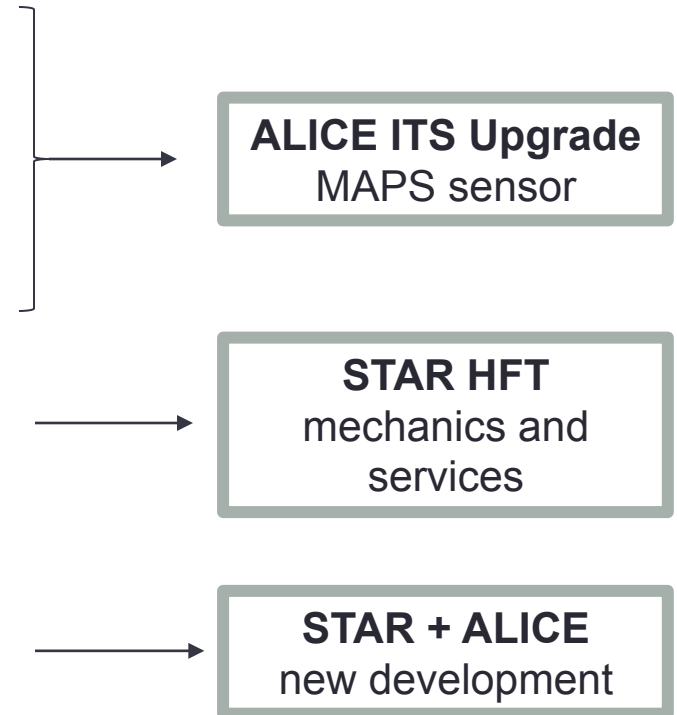 ALICE ITS Upgrade
MAPS sensor
STAR HFT
mechanics and
services
STAR + ALICE
new development